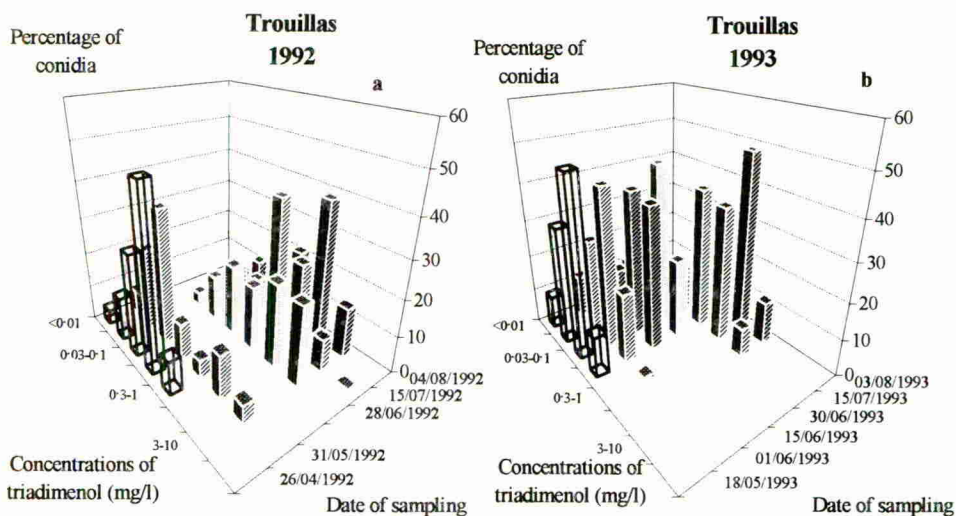 Percentage of
conidia
Trouillas
1992
a
60
50
40
30
20
10
0
<0·01
0·03-0·1
0·3-1
3-10
04/08/1992
15/07/1992
28/06/1992
31/05/1992
26/04/1992
Concentrations of
triadimenol (mg/l)
Date of sampling
Percentage of
conidia
Trouillas
1993
b
60
50
40
30
20
10
0
<0·01
0·03-0·1
0·3-1
3-10
03/08/1993
15/07/1993
30/06/1993
15/06/1993
01/06/1993
18/05/1993
Concentrations of
triadimenol (mg/l)
Date of sampling